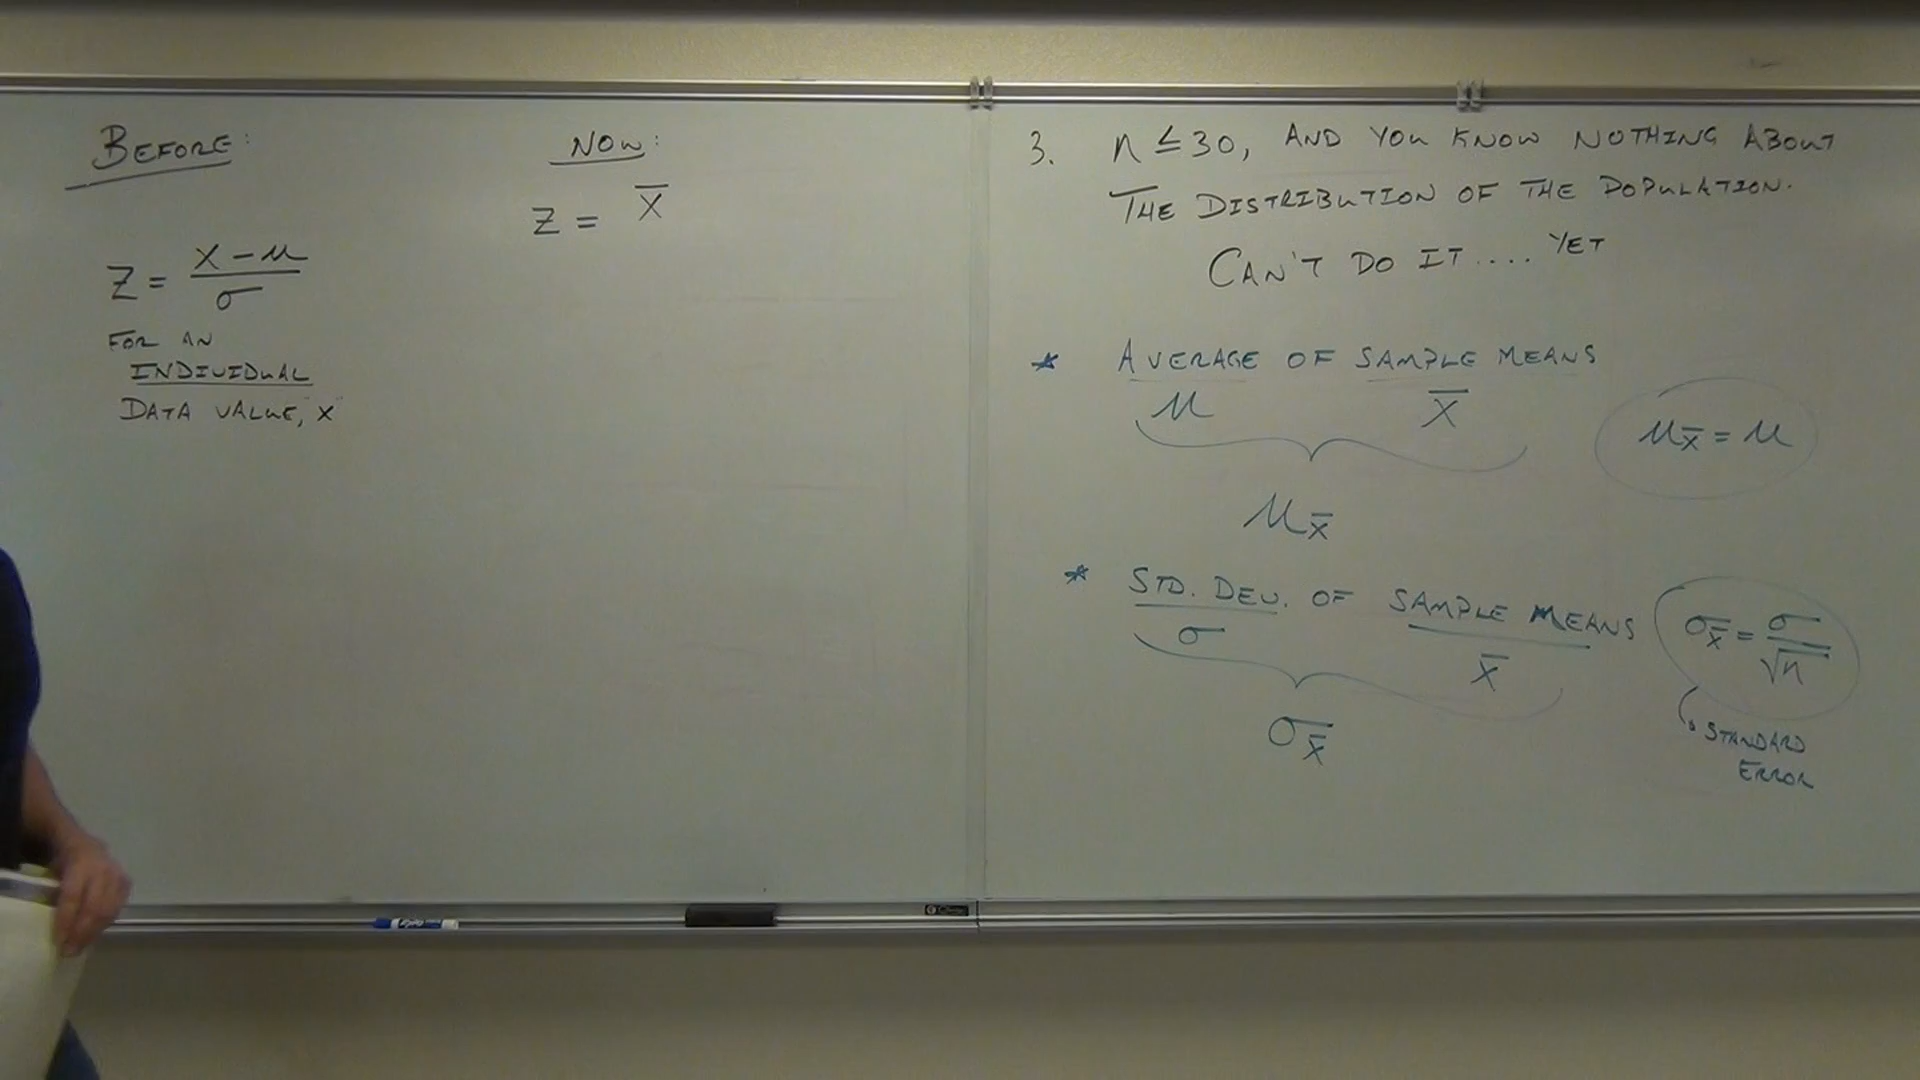 BEFORE:
Z = X - μ / σ
FOR AN
INDIVIDUAL
DATA VALUE, X
NOW:
Z = X̄
3. n ≤ 30, AND YOU KNOW NOTHING ABOUT
THE DISTRIBUTION OF THE POPULATION.
CAN'T DO IT .... YET
* AVERAGE OF SAMPLE MEANS
μ X̄
μx̄ = μ
μx̄
* STD. DEV. OF SAMPLE MEANS
σ x̄
σx̄ = σ / √n
σx̄
STANDARD
ERROR
EXPO